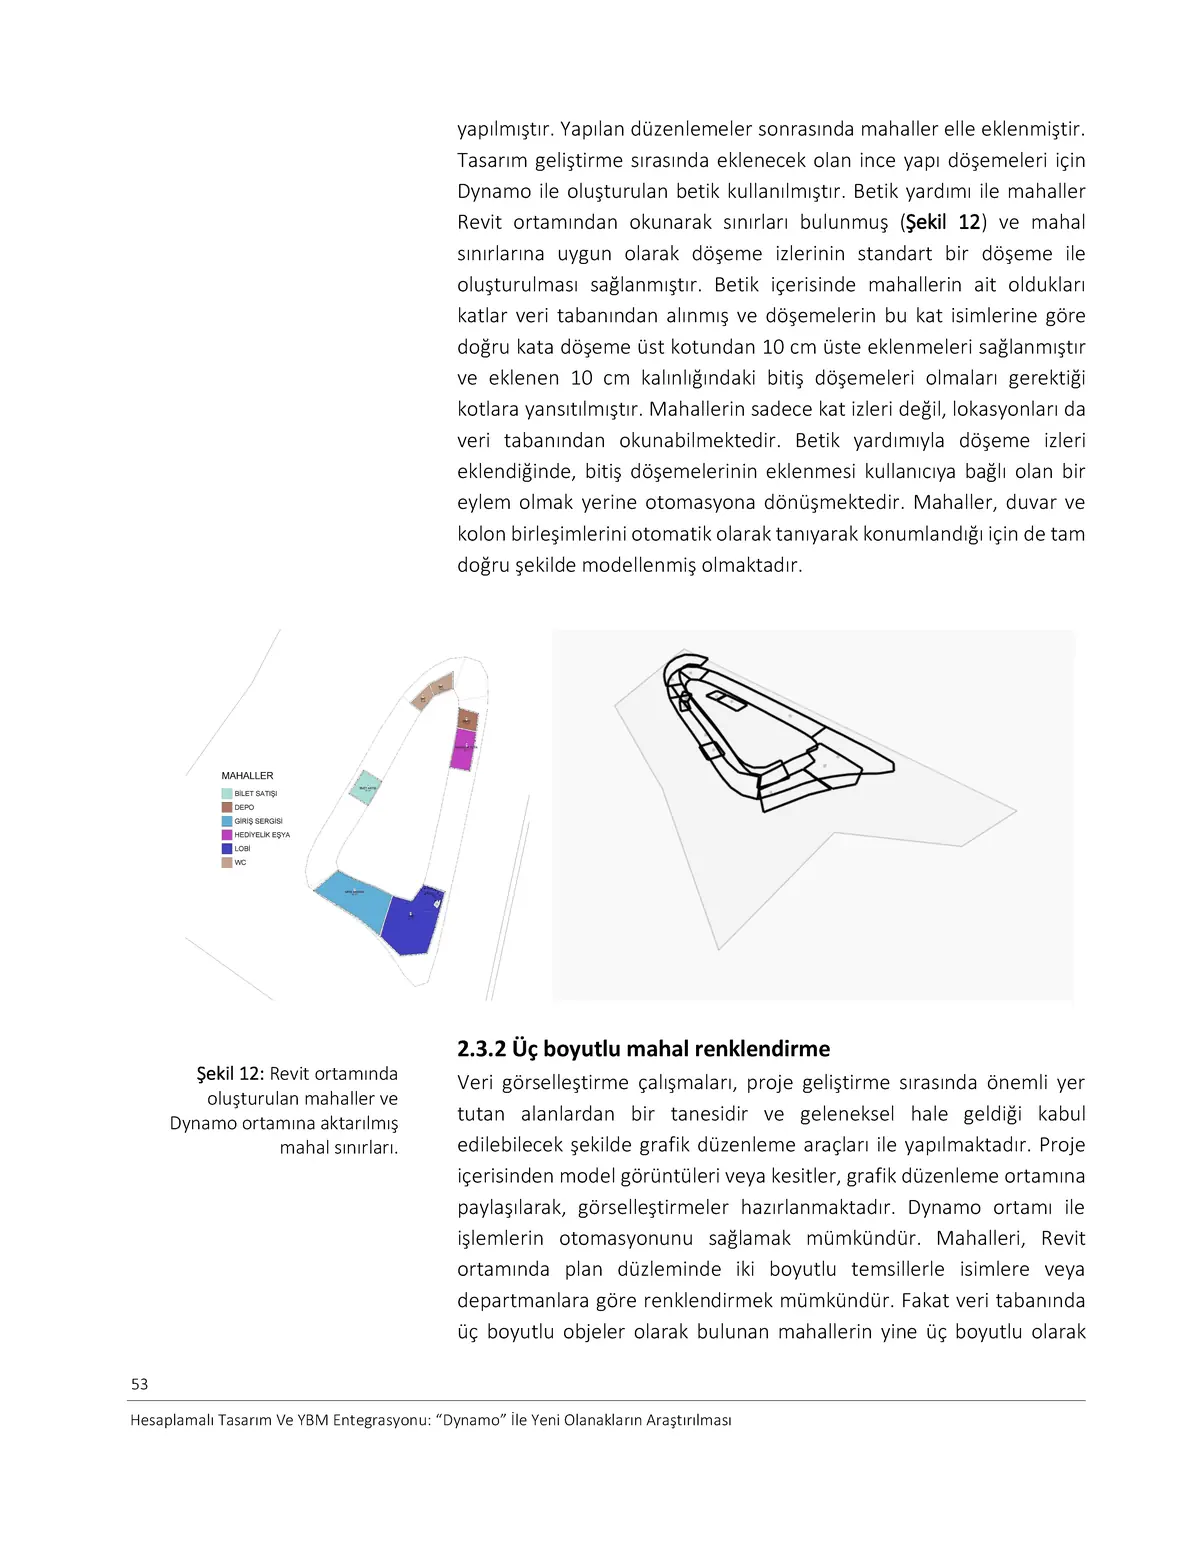 yapılmıştır. Yapılan düzenlemeler sonrasında mahaller elle eklenmiştir.
Tasarım geliştirme sırasında eklenecek olan ince yapı döşemeleri için
Dynamo ile oluşturulan betik kullanılmıştır. Betik yardımı ile mahaller
Revit ortamından okunarak sınırları bulunmuş (Şekil 12) ve mahal
sınırlarına uygun olarak döşeme izlerinin standart bir döşeme ile
oluşturulması sağlanmıştır. Betik içerisinde mahallerin ait oldukları
katlar veri tabanından alınmış ve döşemelerin bu kat isimlerine göre
doğru kata döşeme üst kotundan 10 cm üste eklenmeleri sağlanmıştır
ve eklenen 10 cm kalınlığındaki bitiş döşemeleri olmaları gerektiği
kotlara yansıtılmıştır. Mahallerin sadece kat izleri değil, lokasyonları da
veri tabanından okunabilmektedir. Betik yardımıyla döşeme izleri
eklendiğinde, bitiş döşemelerinin eklenmesi kullanıcıya bağlı olan bir
eylem olmak yerine otomasyona dönüşmektedir. Mahaller, duvar ve
kolon birleşimlerini otomatik olarak tanıyarak konumlandığı için de tam
doğru şekilde modellenmiş olmaktadır.
MAHALLER
BİLET SATIŞI
DEPO
GİRİŞ SERGİSİ
HEDİYELİK EŞYA
LOBİ
WC
Şekil 12: Revit ortamında
oluşturulan mahaller ve
Dynamo ortamına aktarılmış
mahal sınırları.
2.3.2 Üç boyutlu mahal renklendirme
Veri görselleştirme çalışmaları, proje geliştirme sırasında önemli yer
tutan alanlardan bir tanesidir ve geleneksel hale geldiği kabul
edilebilecek şekilde grafik düzenleme araçları ile yapılmaktadır. Proje
içerisinden model görüntüleri veya kesitler, grafik düzenleme ortamına
paylaşılarak, görselleştirmeler hazırlanmaktadır. Dynamo ortamı ile
işlemlerin otomasyonunu sağlamak mümkündür. Mahalleri, Revit
ortamında plan düzleminde iki boyutlu temsillerle isimlere veya
departmanlara göre renklendirmek mümkündür. Fakat veri tabanında
üç boyutlu objeler olarak bulunan mahallerin yine üç boyutlu olarak
53
Hesaplamalı Tasarım Ve YBM Entegrasyonu: “Dynamo” İle Yeni Olanakların Araştırılması